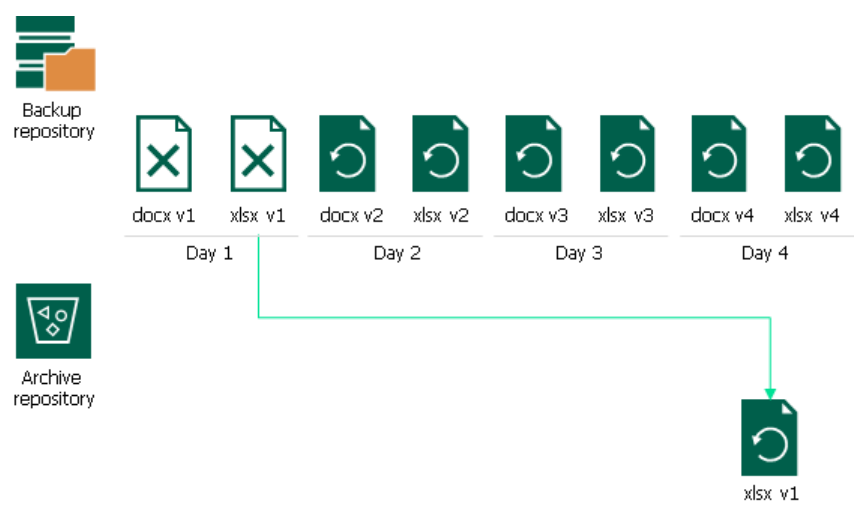 Backup
repository
docx v1 xlsx v1 docx v2 xlsx v2 docx v3 xlsx v3 docx v4 xlsx v4
Day 1 Day 2 Day 3 Day 4
Archive
repository
xlsx v1